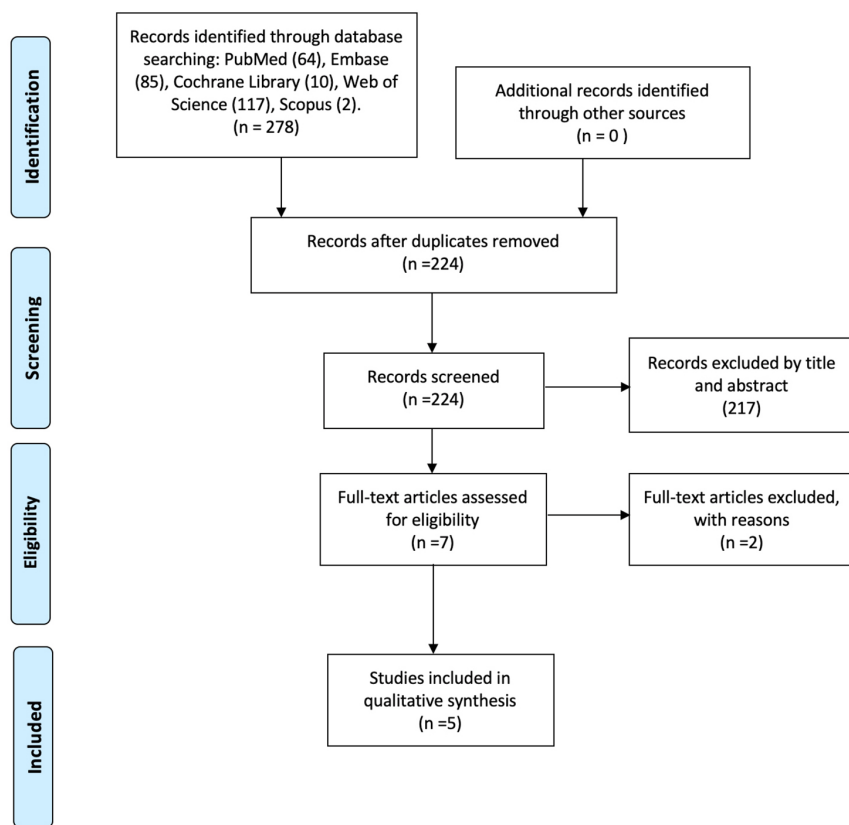 Identification
Records identified through database
searching: PubMed (64), Embase
(85), Cochrane Library (10), Web of
Science (117), Scopus (2).
(n = 278)
Additional records identified
through other sources
(n = 0 )
Records after duplicates removed
(n =224)
Screening
Records screened
(n =224)
Records excluded by title
and abstract
(217)
Eligibility
Full-text articles assessed
for eligibility
(n =7)
Full-text articles excluded,
with reasons
(n =2)
Included
Studies included in
qualitative synthesis
(n =5)